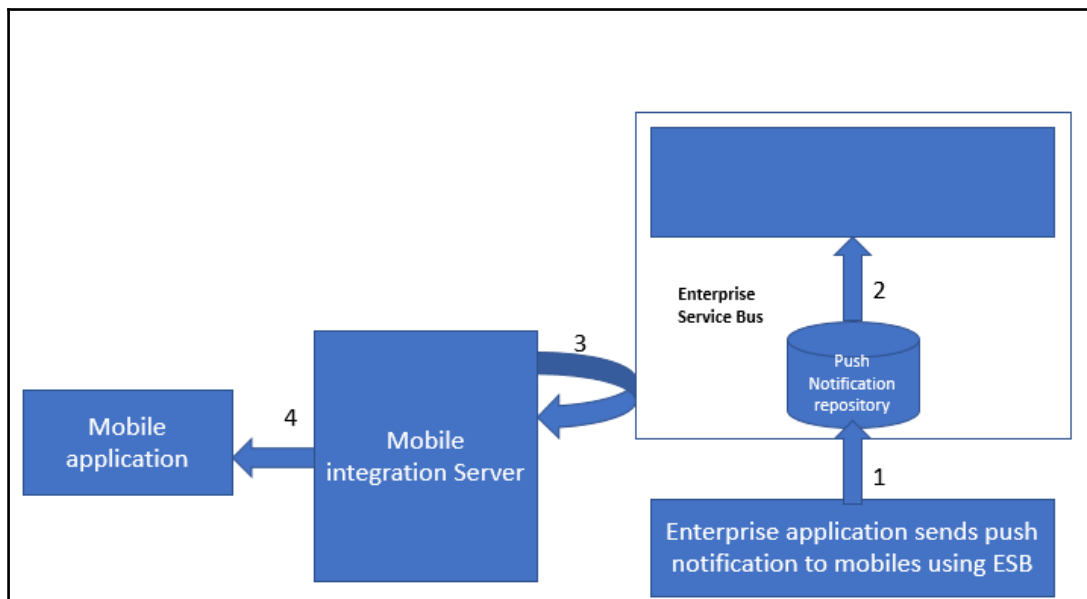 2
Enterprise
Service Bus
Push
Notification
repository
3
4
Mobile
application
Mobile
integration Server
1
Enterprise application sends push
notification to mobiles using ESB